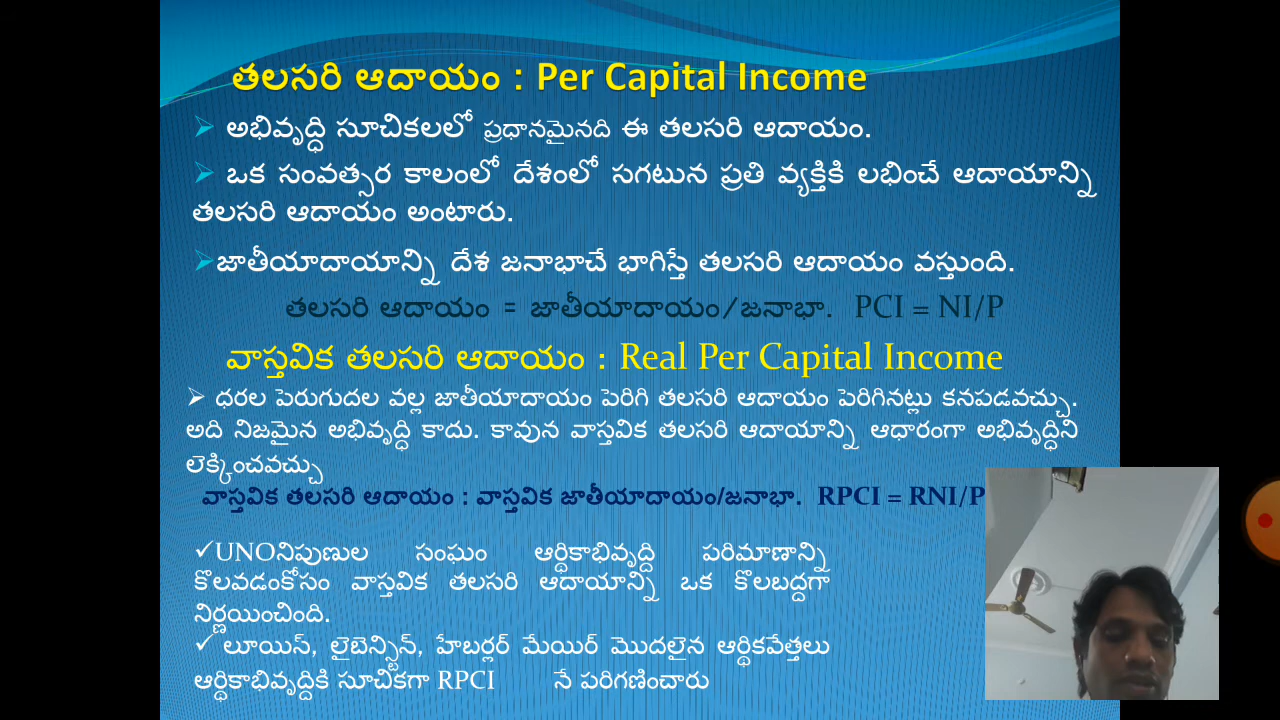 తలసరి ఆదాయం : Per Capital Income
అభివృద్ధి సూచికలలో ప్రధానమైనది ఈ తలసరి ఆదాయం.
ఒక సంవత్సర కాలంలో దేశంలో సగటున ప్రతి వ్యక్తికి లభించే ఆదాయాన్ని
తలసరి ఆదాయం అంటారు.
జాతీయాదాయాన్ని దేశ జనాభాచే భాగిస్తే తలసరి ఆదాయం వస్తుంది.
తలసరి ఆదాయం = జాతీయాదాయం/జనాభా. PCI = NI/P
వాస్తవిక తలసరి ఆదాయం : Real Per Capital Income
ధరల పెరుగుదల వల్ల జాతీయాదాయం పెరిగి తలసరి ఆదాయం పెరిగినట్లు కనపడవచ్చు.
అది నిజమైన అభివృద్ధి కాదు. కావున వాస్తవిక తలసరి ఆదాయాన్ని ఆధారంగా అభివృద్ధిని
లెక్కించవచ్చు
వాస్తవిక తలసరి ఆదాయం : వాస్తవిక జాతీయాదాయం/జనాభా. RPCI = RNI/P
✓UNOనిపుణుల సంఘం ఆర్థికాభివృద్ది పరిమాణాన్ని
కొలవడంకోసం వాస్తవిక తలసరి ఆదాయాన్ని ఒక కొలబద్దగా
నిర్ణయించింది.
✓ లూయిస్, లైబెన్స్టిన్, హేబర్లర్ మేయిర్ మొదలైన ఆర్థికవేత్తలు
ఆర్థికాభివృద్దికి సూచికగా RPCI నే పరిగణించారు